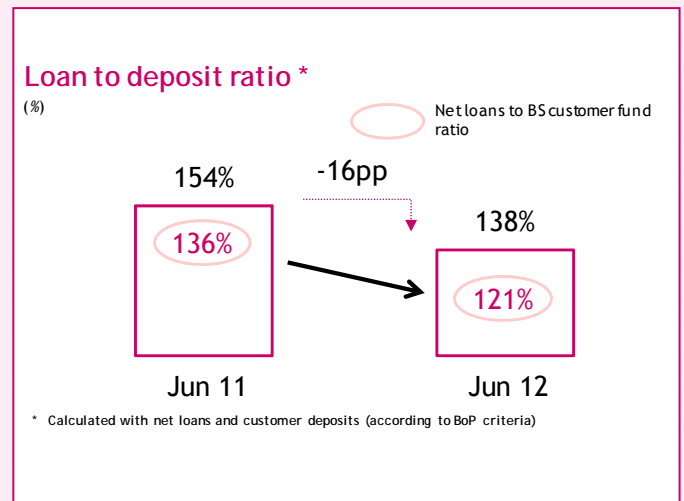 Loan to deposit ratio *
(%)
Net loans to BS customer fund
ratio
154%
-16pp
138%
136%
121%
Jun 11
Jun 12
* Calculated with net loans and customer deposits (according to BoP criteria)